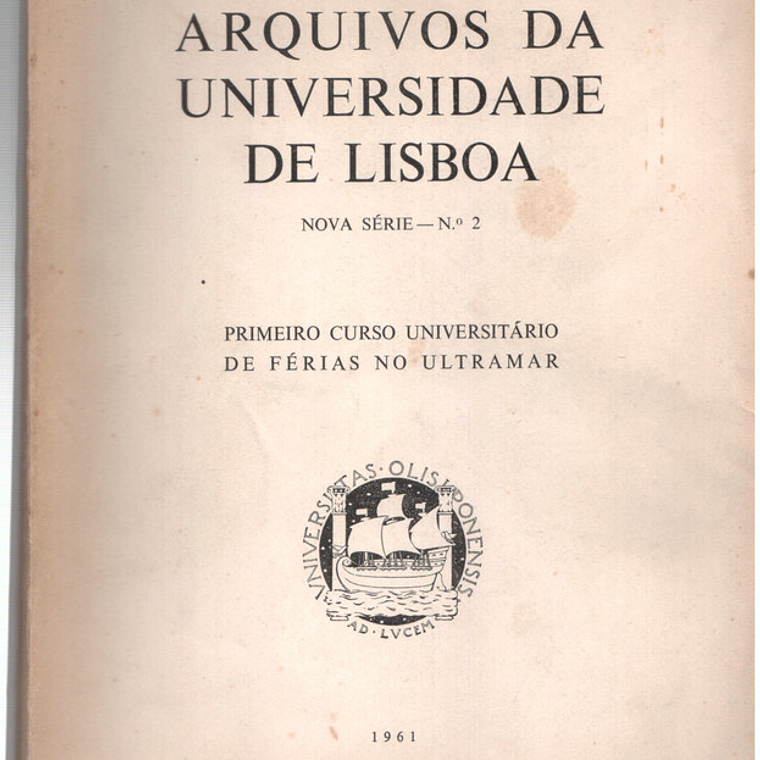 ARQUIVOS DA
UNIVERSIDADE
DE LISBOA
NOVA SÉRIE — N.º 2
PRIMEIRO CURSO UNIVERSITÁRIO
DE FÉRIAS NO ULTRAMAR
UNIVERSITAS · OLISIPONENSIS
AD · LVCEM
1961